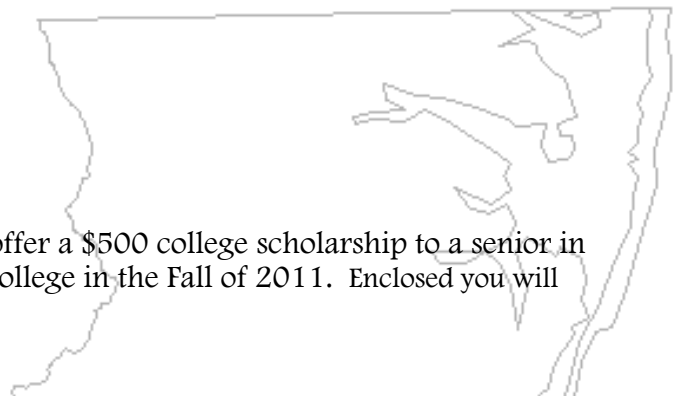 offer a $500 college scholarship to a senior in
ollege in the Fall of 2011.  Enclosed you will